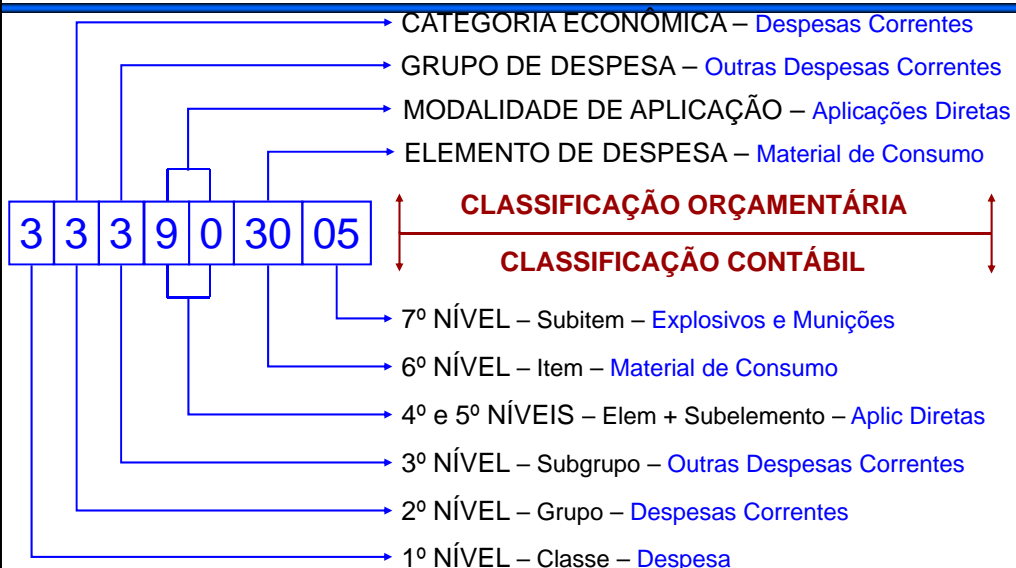 CATEGORIA ECONÔMICA – Despesas Correntes
GRUPO DE DESPESA – Outras Despesas Correntes
MODALIDADE DE APLICAÇÃO – Aplicações Diretas
ELEMENTO DE DESPESA – Material de Consumo
3 3 3 9 0 30 05
CLASSIFICAÇÃO ORÇAMENTÁRIA
CLASSIFICAÇÃO CONTÁBIL
7º NÍVEL – Subitem – Explosivos e Munições
6º NÍVEL – Item – Material de Consumo
4º e 5º NÍVEIS – Elem + Subelemento – Aplic Diretas
3º NÍVEL – Subgrupo – Outras Despesas Correntes
2º NÍVEL – Grupo – Despesas Correntes
1º NÍVEL – Classe – Despesa